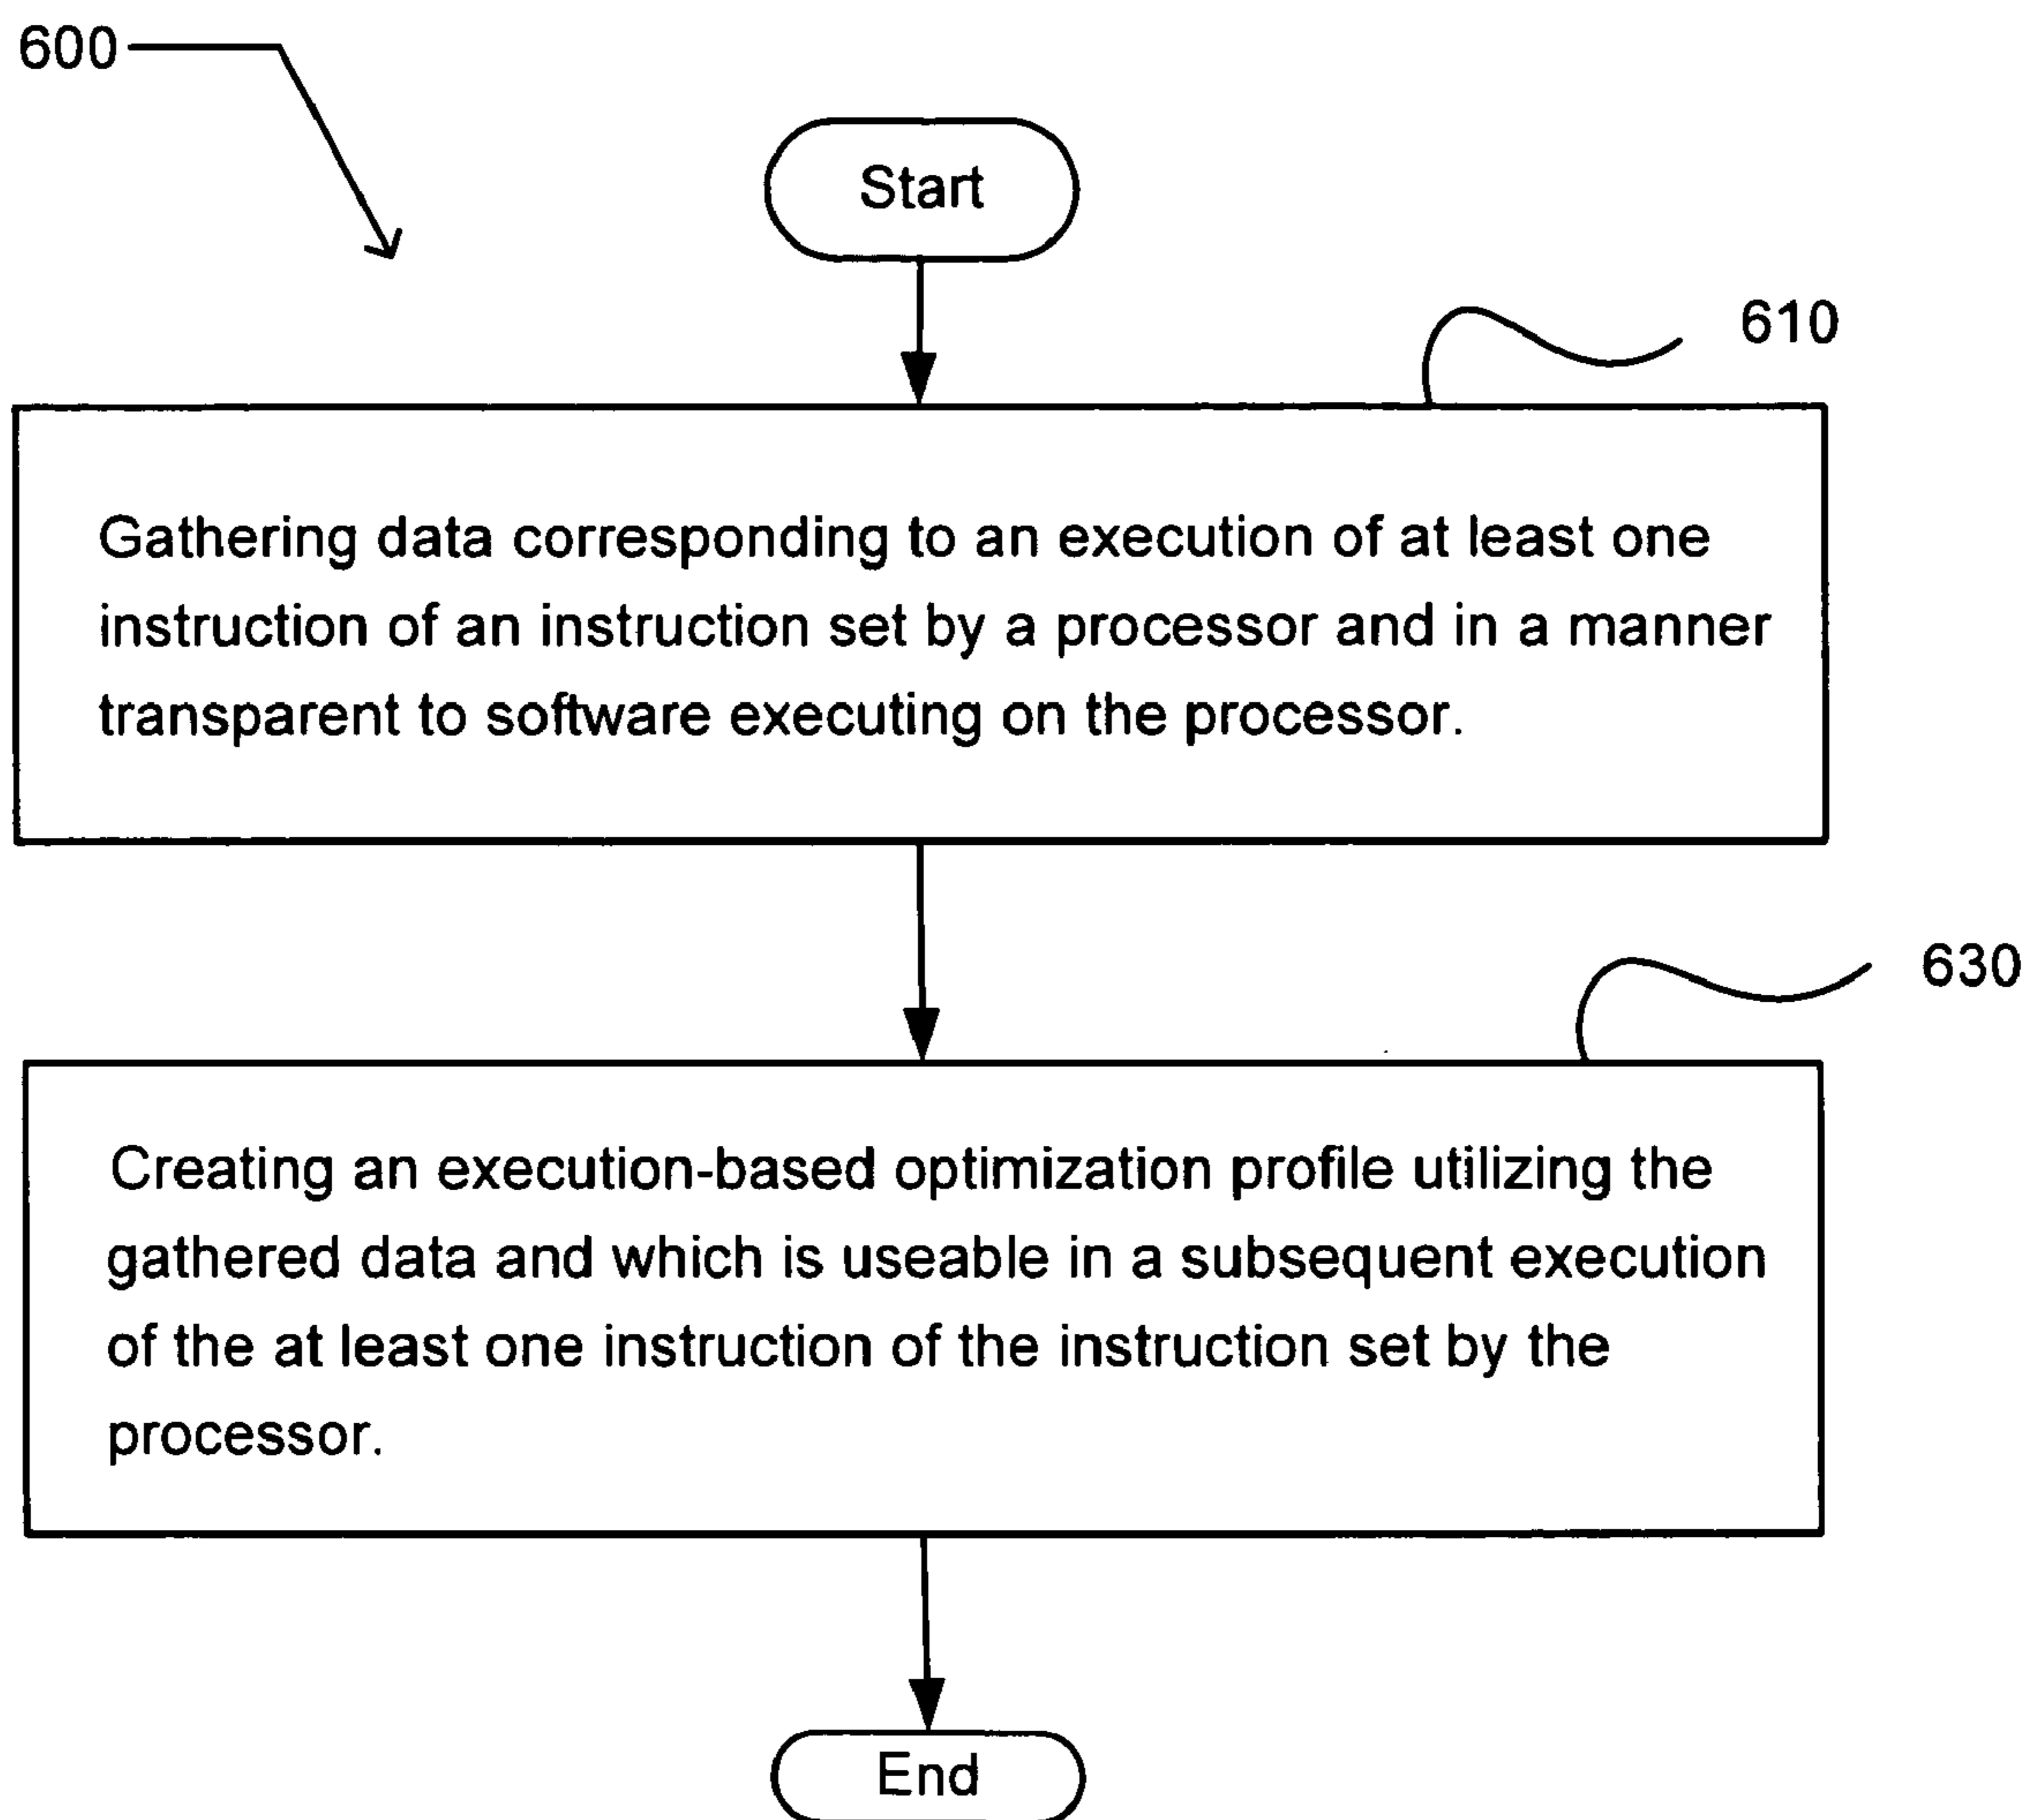 600
Start
610
Gathering data corresponding to an execution of at least one
instruction of an instruction set by a processor and in a manner
transparent to software executing on the processor.
630
Creating an execution-based optimization profile utilizing the
gathered data and which is useable in a subsequent execution
of the at least one instruction of the instruction set by the
processor.
End